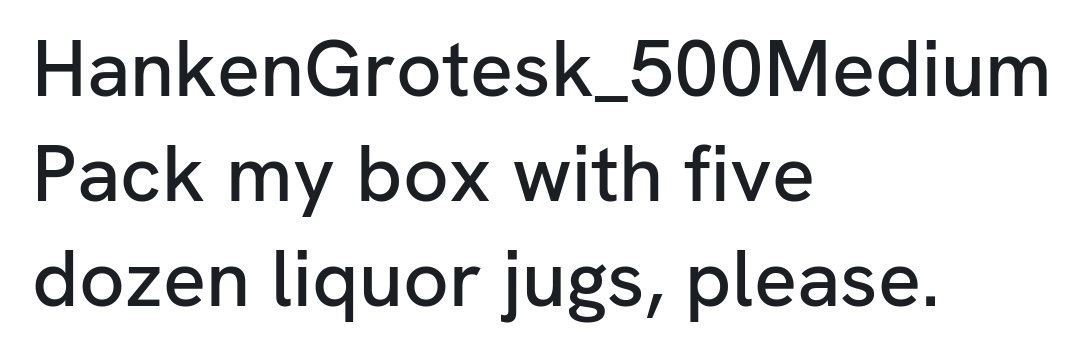 HankenGrotesk_500Medium
Pack my box with five
dozen liquor jugs, please.